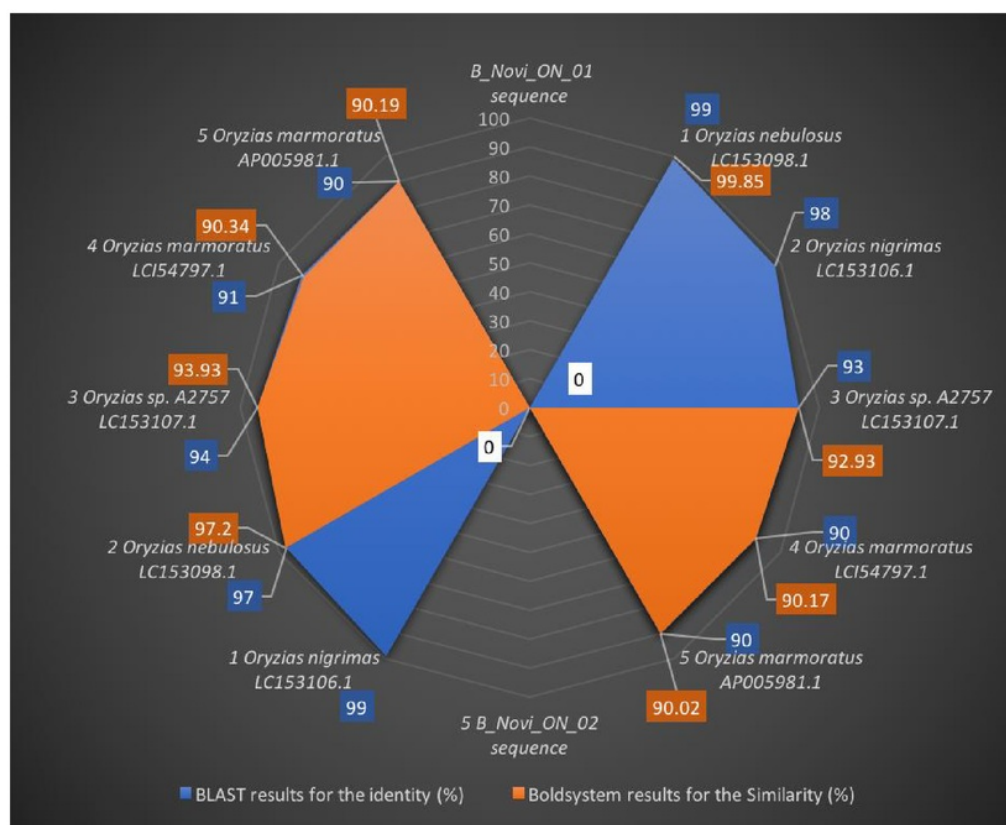 B_Novi_ON_01
sequence
100
90
80
70
60
50
40
30
20
10
0
99
1 Oryzias nebulosus
LC153098.1
99.85
98
2 Oryzias nigrimas
LC153106.1
0
93
3 Oryzias sp. A2757
LC153107.1
92.93
90
4 Oryzias marmoratus
LCI54797.1
90.17
90
5 Oryzias marmoratus
AP005981.1
90.02
5 B_Novi_ON_02
sequence
0
1 Oryzias nigrimas
LC153106.1
99
97.2
2 Oryzias nebulosus
LC153098.1
97
93.93
3 Oryzias sp. A2757
LC153107.1
94
90.34
4 Oryzias marmoratus
LCI54797.1
91
90.19
5 Oryzias marmoratus
AP005981.1
90
BLAST results for the identity (%)
Boldsystem results for the Similarity (%)